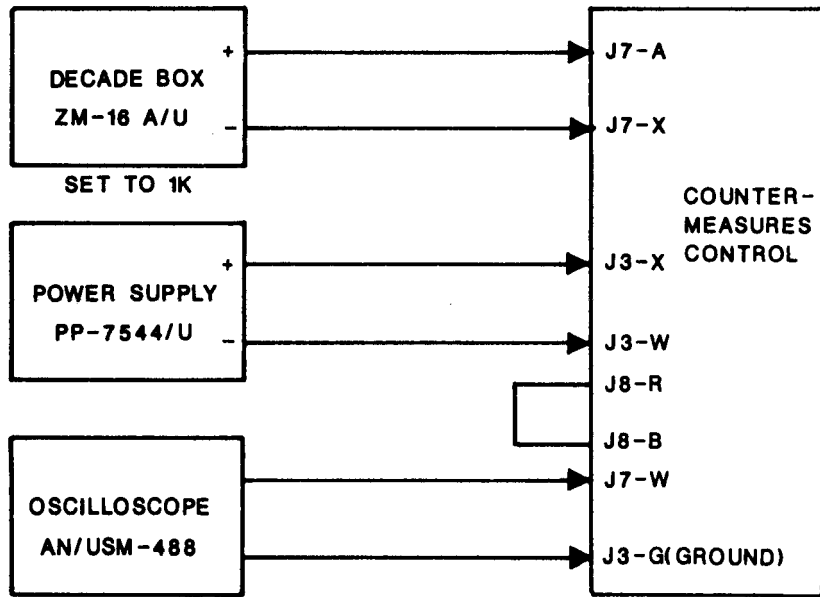 +
DECADE BOX
ZM-16 A/U
−
SET TO 1K
+
POWER SUPPLY
PP-7544/U
−
OSCILLOSCOPE
AN/USM-488
J7-A
J7-X
J3-X
J3-W
J8-R
J8-B
J7-W
J3-G(GROUND)
COUNTER-
MEASURES
CONTROL